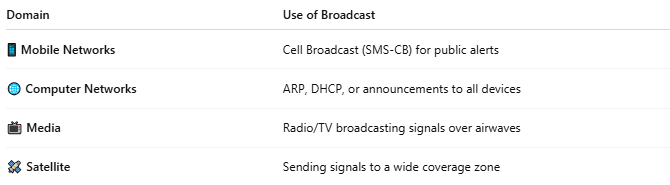 Domain Use of Broadcast
Mobile Networks Cell Broadcast (SMS-CB) for public alerts
Computer Networks ARP, DHCP, or announcements to all devices
Media Radio/TV broadcasting signals over airwaves
Satellite Sending signals to a wide coverage zone